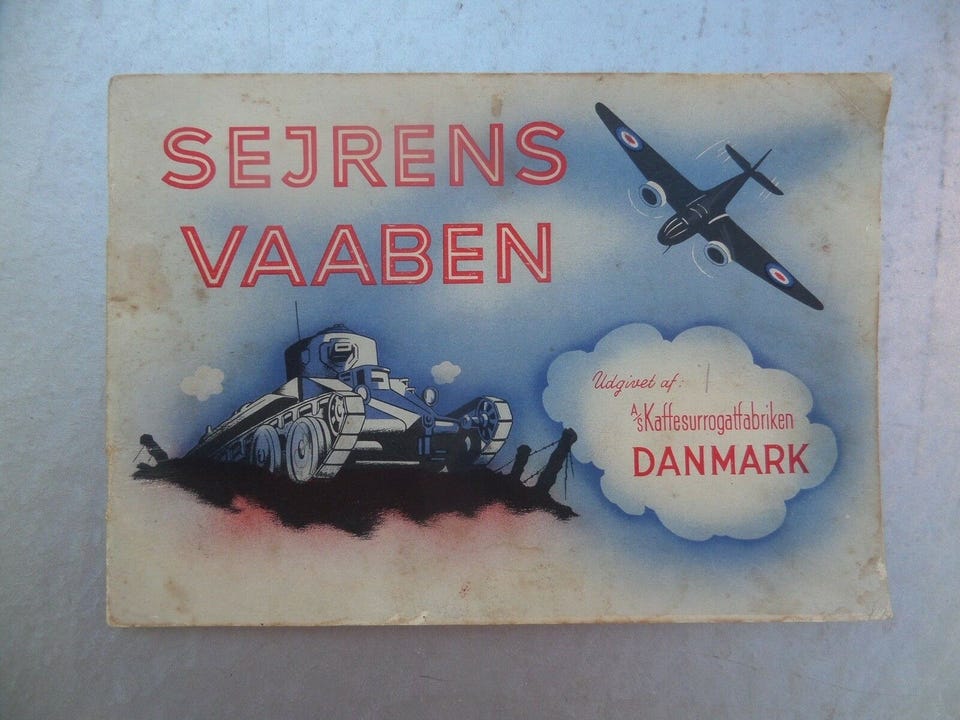 SEJRENS
VAABEN
Udgivet af:
A/S Kaffesurrogatfabriken
DANMARK